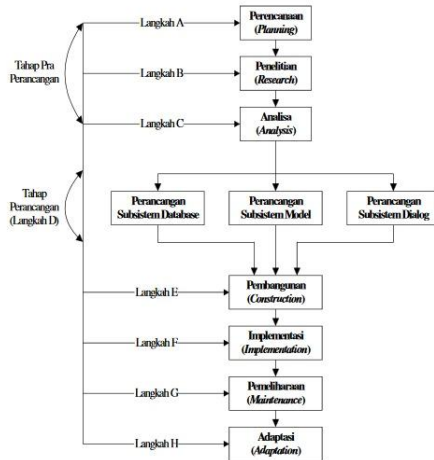 Langkah A
Perencanaan
(Planning)
Tahap Pra
Perancangan
Langkah B
Penelitian
(Research)
Langkah C
Analisa
(Analysis)
Tahap
Perancangan
(Langkah D)
Perancangan
Subsistem Database
Perancangan
Subsistem Model
Perancangan
Subsistem Dialog
Langkah E
Pembangunan
(Construction)
Langkah F
Implementasi
(Implementation)
Langkah G
Pemeliharaan
(Maintenance)
Langkah H
Adaptasi
(Adaptation)